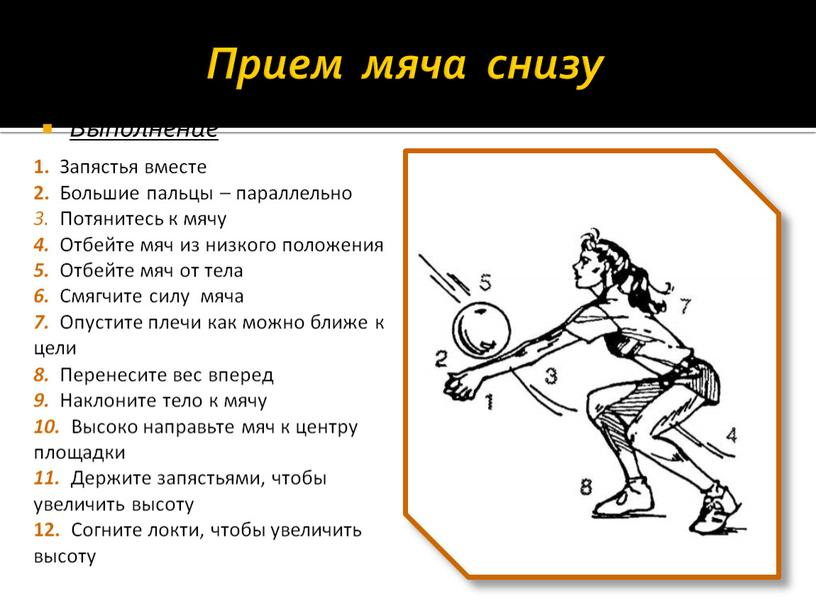 Прием мяча снизу
Выполнение
1. Запястья вместе
2. Большие пальцы – параллельно
3. Потянитесь к мячу
4. Отбейте мяч из низкого положения
5. Отбейте мяч от тела
6. Смягчите силу мяча
7. Опустите плечи как можно ближе к
цели
8. Перенесите вес вперед
9. Наклоните тело к мячу
10. Высоко направьте мяч к центру
площадки
11. Держите запястьями, чтобы
увеличить высоту
12. Согните локти, чтобы увеличить
высоту
5
7
2
3
1
4
8